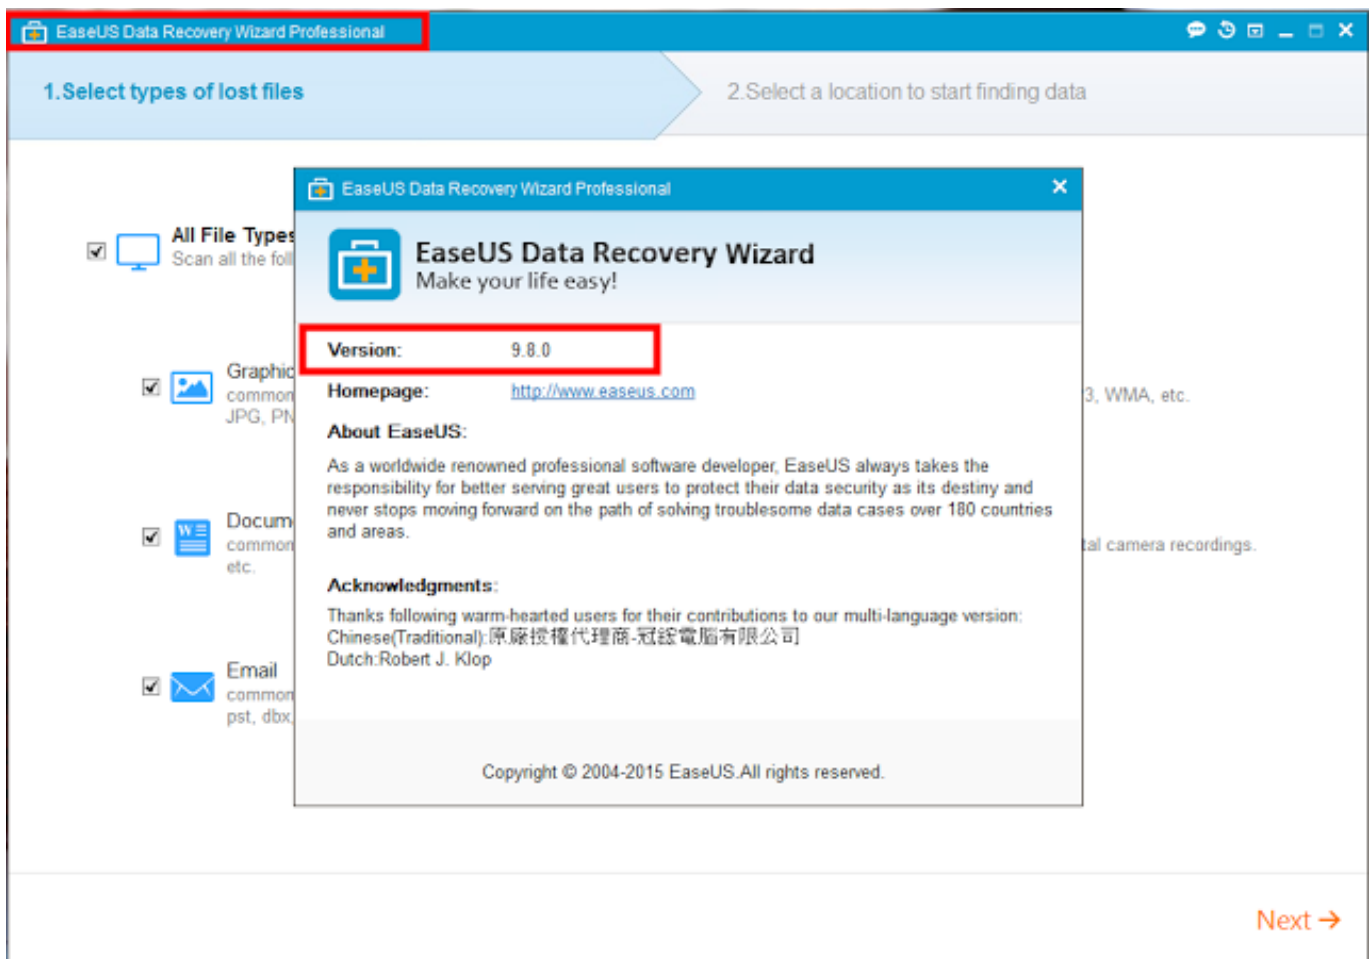 EaseUS Data Recovery Wizard Professional
1.Select types of lost files
2.Select a location to start finding data
EaseUS Data Recovery Wizard Professional
All File Types
Scan all the foll
EaseUS Data Recovery Wizard
Make your life easy!
Version: 9.8.0
Graphic
common
JPG, PN
3, WMA, etc.
Homepage: http://www.easeus.com
About EaseUS:
As a worldwide renowned professional software developer, EaseUS always takes the
responsibility for better serving great users to protect their data security as its destiny and
never stops moving forward on the path of solving troublesome data cases over 180 countries
and areas.
Docum
common
etc.
tal camera recordings.
Acknowledgments:
Thanks following warm-hearted users for their contributions to our multi-language version:
Chinese(Traditional):原廠授權代理商-冠鋐電腦有限公司
Dutch:Robert J. Klop
Email
common
pst, dbx,
Copyright © 2004-2015 EaseUS.All rights reserved.
Next